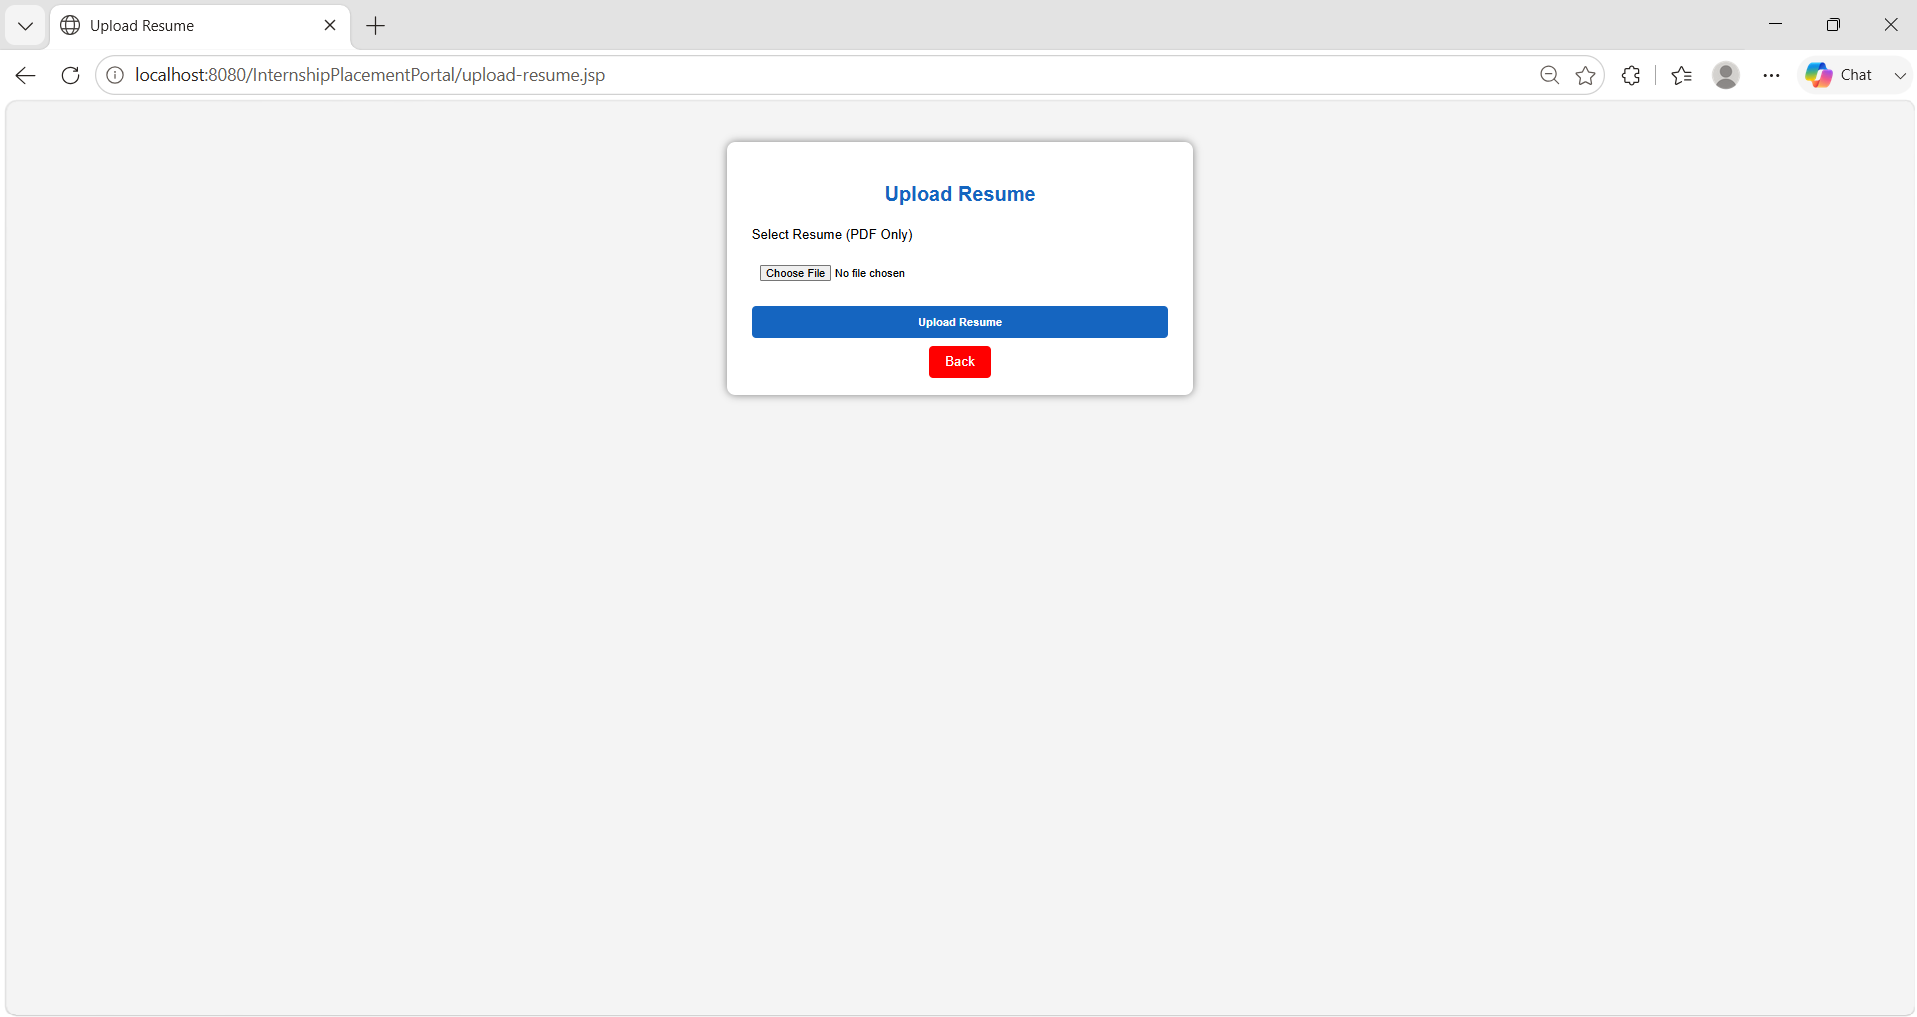 Upload Resume
localhost:8080/InternshipPlacementPortal/upload-resume.jsp
Chat
Upload Resume
Select Resume (PDF Only)
Choose File No file chosen
Upload Resume
Back